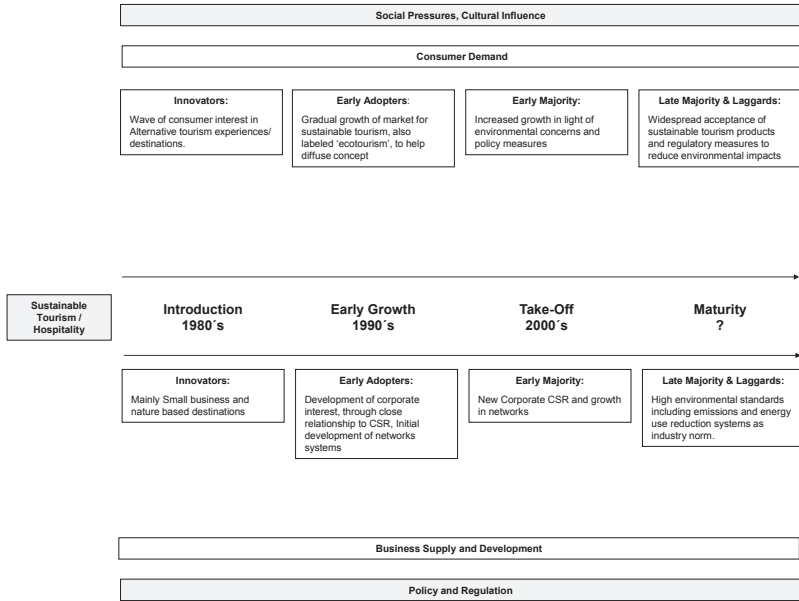 Social Pressures, Cultural Influence
Consumer Demand
Innovators:
Wave of consumer interest in
Alternative tourism experiences/
destinations.
Early Adopters:
Gradual growth of market for
sustainable tourism, also
labeled ‘ecotourism’, to help
diffuse concept
Early Majority:
Increased growth in light of
environmental concerns and
policy measures
Late Majority & Laggards:
Widespread acceptance of
sustainable tourism products
and regulatory measures to
reduce environmental impacts
Sustainable
Tourism /
Hospitality
Introduction
1980´s
Early Growth
1990´s
Take-Off
2000´s
Maturity
?
Innovators:
Mainly Small business and
nature based destinations
Early Adopters:
Development of corporate
interest, through close
relationship to CSR, Initial
development of networks
systems
Early Majority:
New Corporate CSR and growth
in networks
Late Majority & Laggards:
High environmental standards
including emissions and energy
use reduction systems as
industry norm.
Business Supply and Development
Policy and Regulation